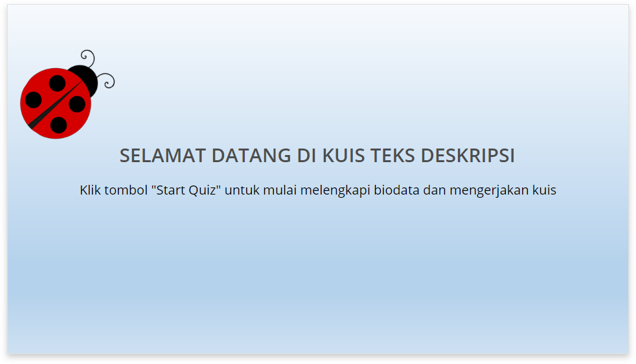 SELAMAT DATANG DI KUIS TEKS DESKRIPSI
Klik tombol "Start Quiz" untuk mulai melengkapi biodata dan mengerjakan kuis